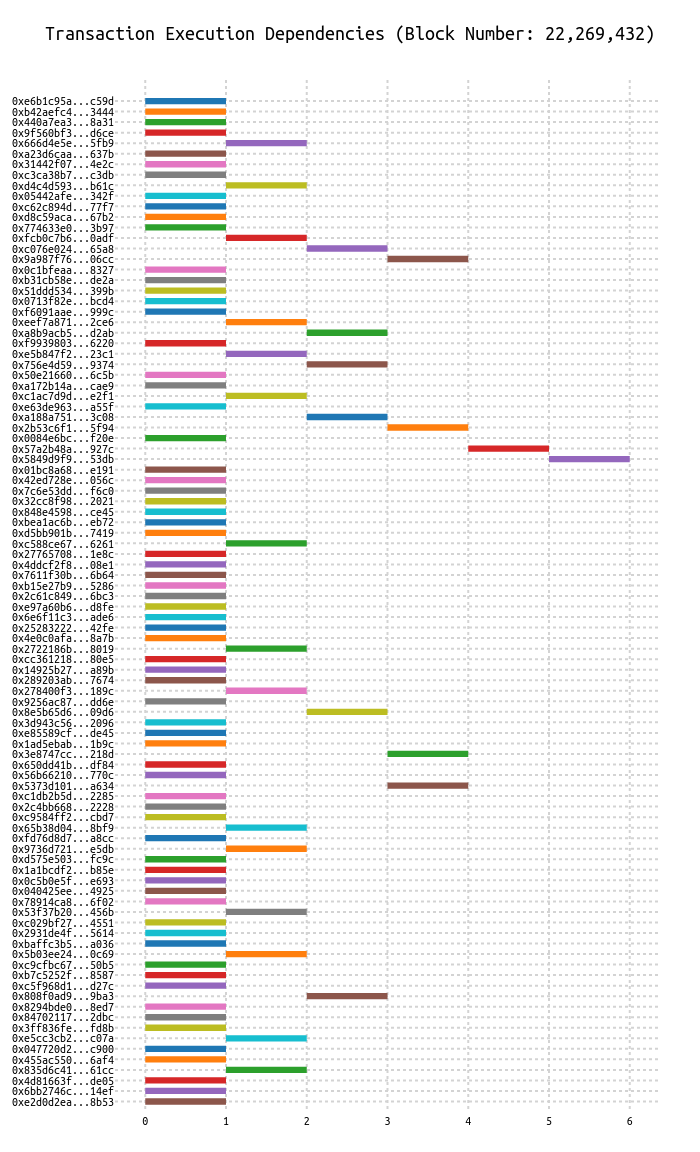 Transaction Execution Dependencies (Block Number: 22,269,432)
0xe6b1c95a...c59d
0xb42aefc4...3444
0x440a7ea3...8a31
0x9f560bf3...d6ce
0x666d4e5e...5fb9
0xa23d6caa...637b
0x31442f07...4e2c
0xc3ca38b7...c3db
0xd4c4d593...b61c
0x05442afe...342f
0xc62c894d...77f7
0xd8c59aca...67b2
0x774633e0...3b97
0xfcb0c7b6...0adf
0xc076e024...65a8
0x9a987f76...06cc
0x0c1bfeaa...8327
0xb31cb58e...de2a
0x51ddd534...399b
0x0713f82e...bcd4
0xf6091aae...999c
0xeef7a871...2ce6
0xa8b9acb5...d2ab
0xf9939803...6220
0xe5b847f2...23c1
0x756e4d59...9374
0x50e21660...6c5b
0xa172b14a...cae9
0xc1ac7d9d...e2f1
0xe63de963...a55f
0xa188a751...3c08
0x2b53c6f1...5f94
0x0084e6bc...f20e
0x57a2b48a...927c
0x5849d9f9...53db
0x01bc8a68...e191
0x42ed728e...056c
0x7c6e53dd...f6c0
0x32cc8f98...2021
0x848e4598...ce45
0xbea1ac6b...eb72
0xd5bb901b...7419
0xc588ce67...6261
0x27765708...1e8c
0x4ddcf2f8...08e1
0x7611f30b...6b64
0xb15e27b9...5286
0x2c61c849...6bc3
0xe97a60b6...d8fe
0x6e6f11c3...ade6
0x25283222...42fe
0x4e0c0afa...8a7b
0x2722186b...8019
0xcc361218...80e5
0x14925b27...a89b
0x289203ab...7674
0x278400f3...189c
0x9256ac87...dd6e
0x8e5b65d6...09d6
0x3d943c56...2096
0xe85589cf...de45
0x1ad5ebab...1b9c
0x3e8747cc...218d
0x650dd41b...df84
0x56b66210...770c
0x5373d101...a634
0xc1db2b5d...2285
0x2c4bb668...2228
0xc9584ff2...cbd7
0x65b38d04...8bf9
0xfd76d8d7...a8cc
0x9736d721...e5db
0xd575e503...fc9c
0x1a1bcdf2...b85e
0x0c5b0e5f...e693
0x040425ee...4925
0x78914ca8...6f02
0x53f37b20...456b
0xc029bf27...4551
0x2931de4f...5614
0xbaffc3b5...a036
0x5b03ee24...0c69
0xc9cfbc67...50b5
0xb7c5252f...8587
0xc5f968d1...d27c
0x808f0ad9...9ba3
0x8294bde0...8ed7
0x84702117...2dbc
0x3ff836fe...fd8b
0xe5cc3cb2...c07a
0x047720d2...c900
0x455ac550...6af4
0x835d6c41...61cc
0x4d81663f...de05
0x6bb2746c...14ef
0xe2d0d2ea...8b53
0 1 2 3 4 5 6